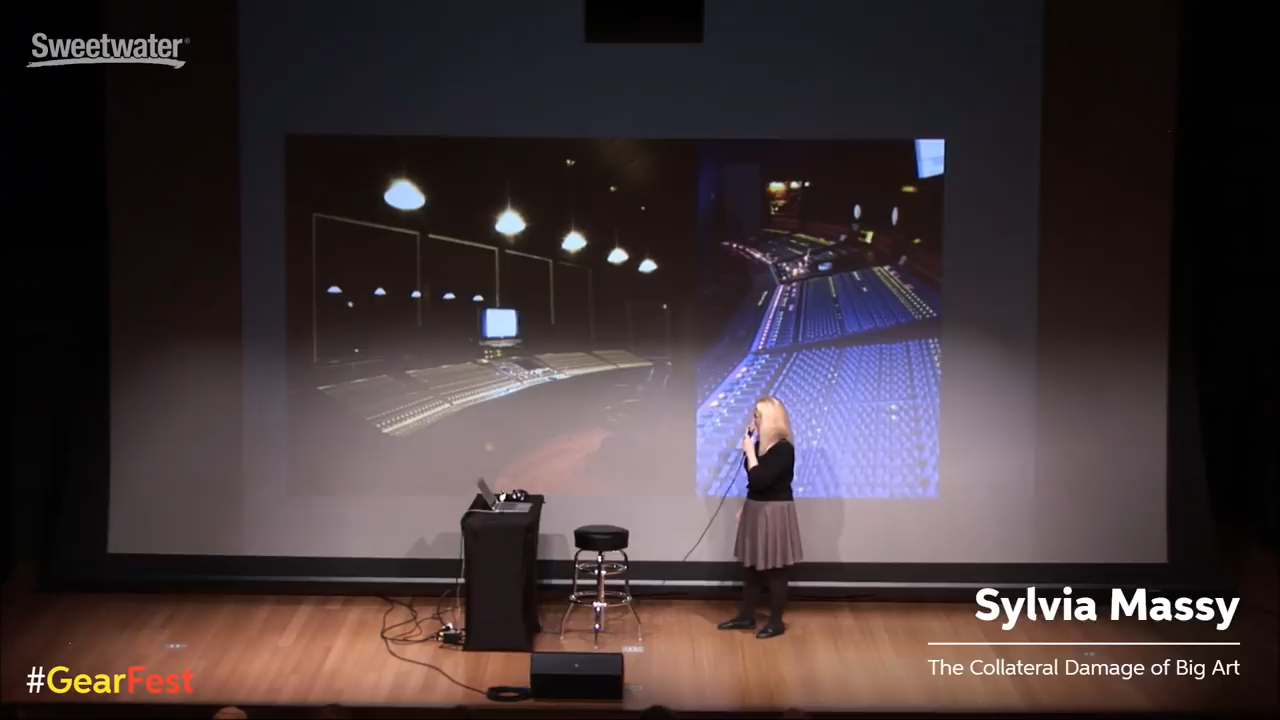 Sweetwater®
Sylvia Massy
The Collateral Damage of Big Art
#GearFest